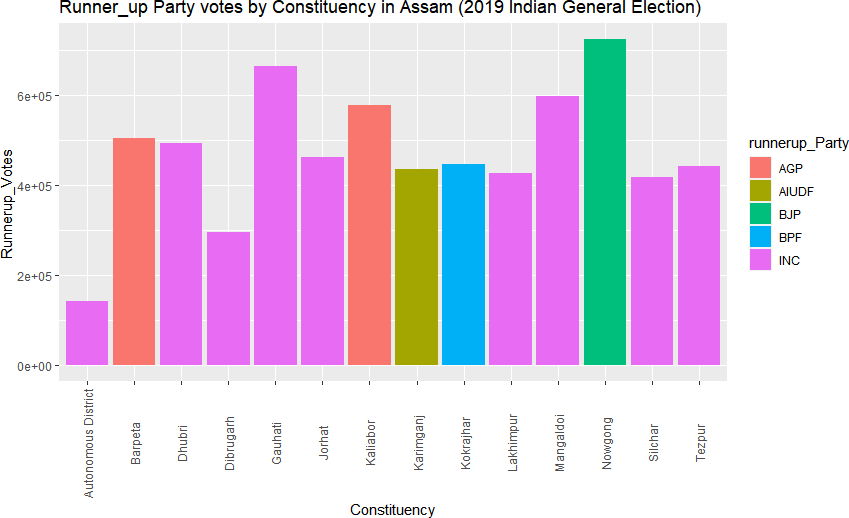 Runner_up Party votes by Constituency in Assam (2019 Indian General Election)
Runnerup_Votes
6e+05
4e+05
2e+05
0e+00
Autonomous District
Barpeta
Dhubri
Dibrugarh
Gauhati
Jorhat
Kaliabor
Karimganj
Kokrajhar
Lakhimpur
Mangaldoi
Nowgong
Silchar
Tezpur
Constituency
runnerup_Party
AGP
AIUDF
BJP
BPF
INC